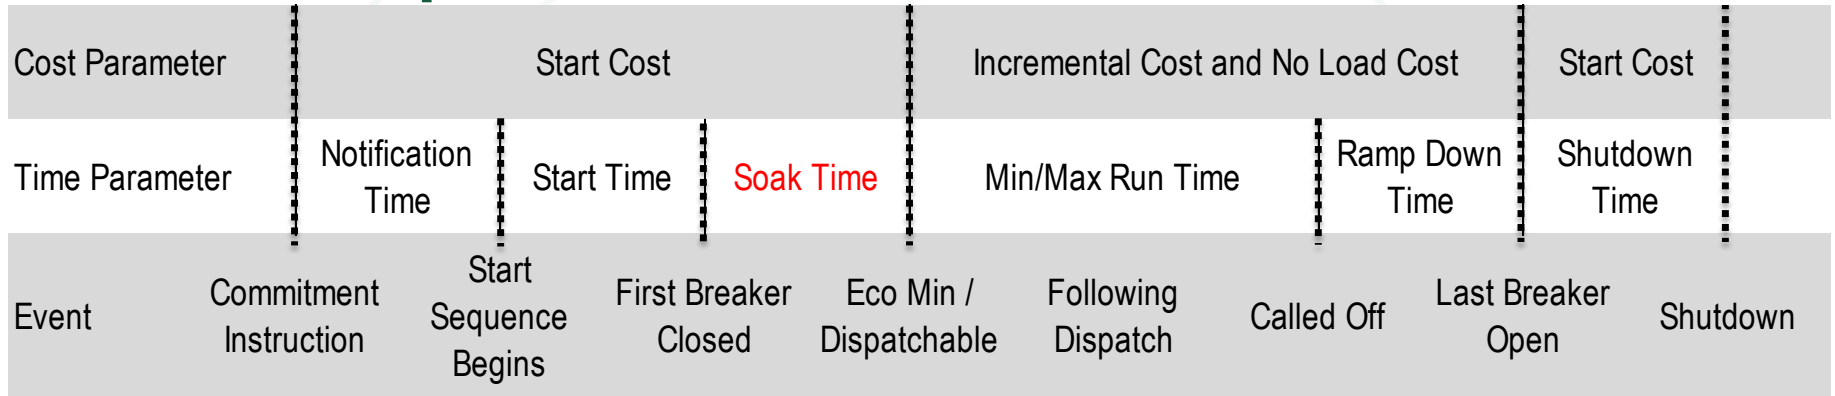 Cost Parameter
Start Cost
Incremental Cost and No Load Cost
Start Cost
Time Parameter
Notification
Time
Start Time
Soak Time
Min/Max Run Time
Ramp Down
Time
Shutdown
Time
Event
Commitment
Instruction
Start
Sequence
Begins
First Breaker
Closed
Eco Min /
Dispatchable
Following
Dispatch
Called Off
Last Breaker
Open
Shutdown